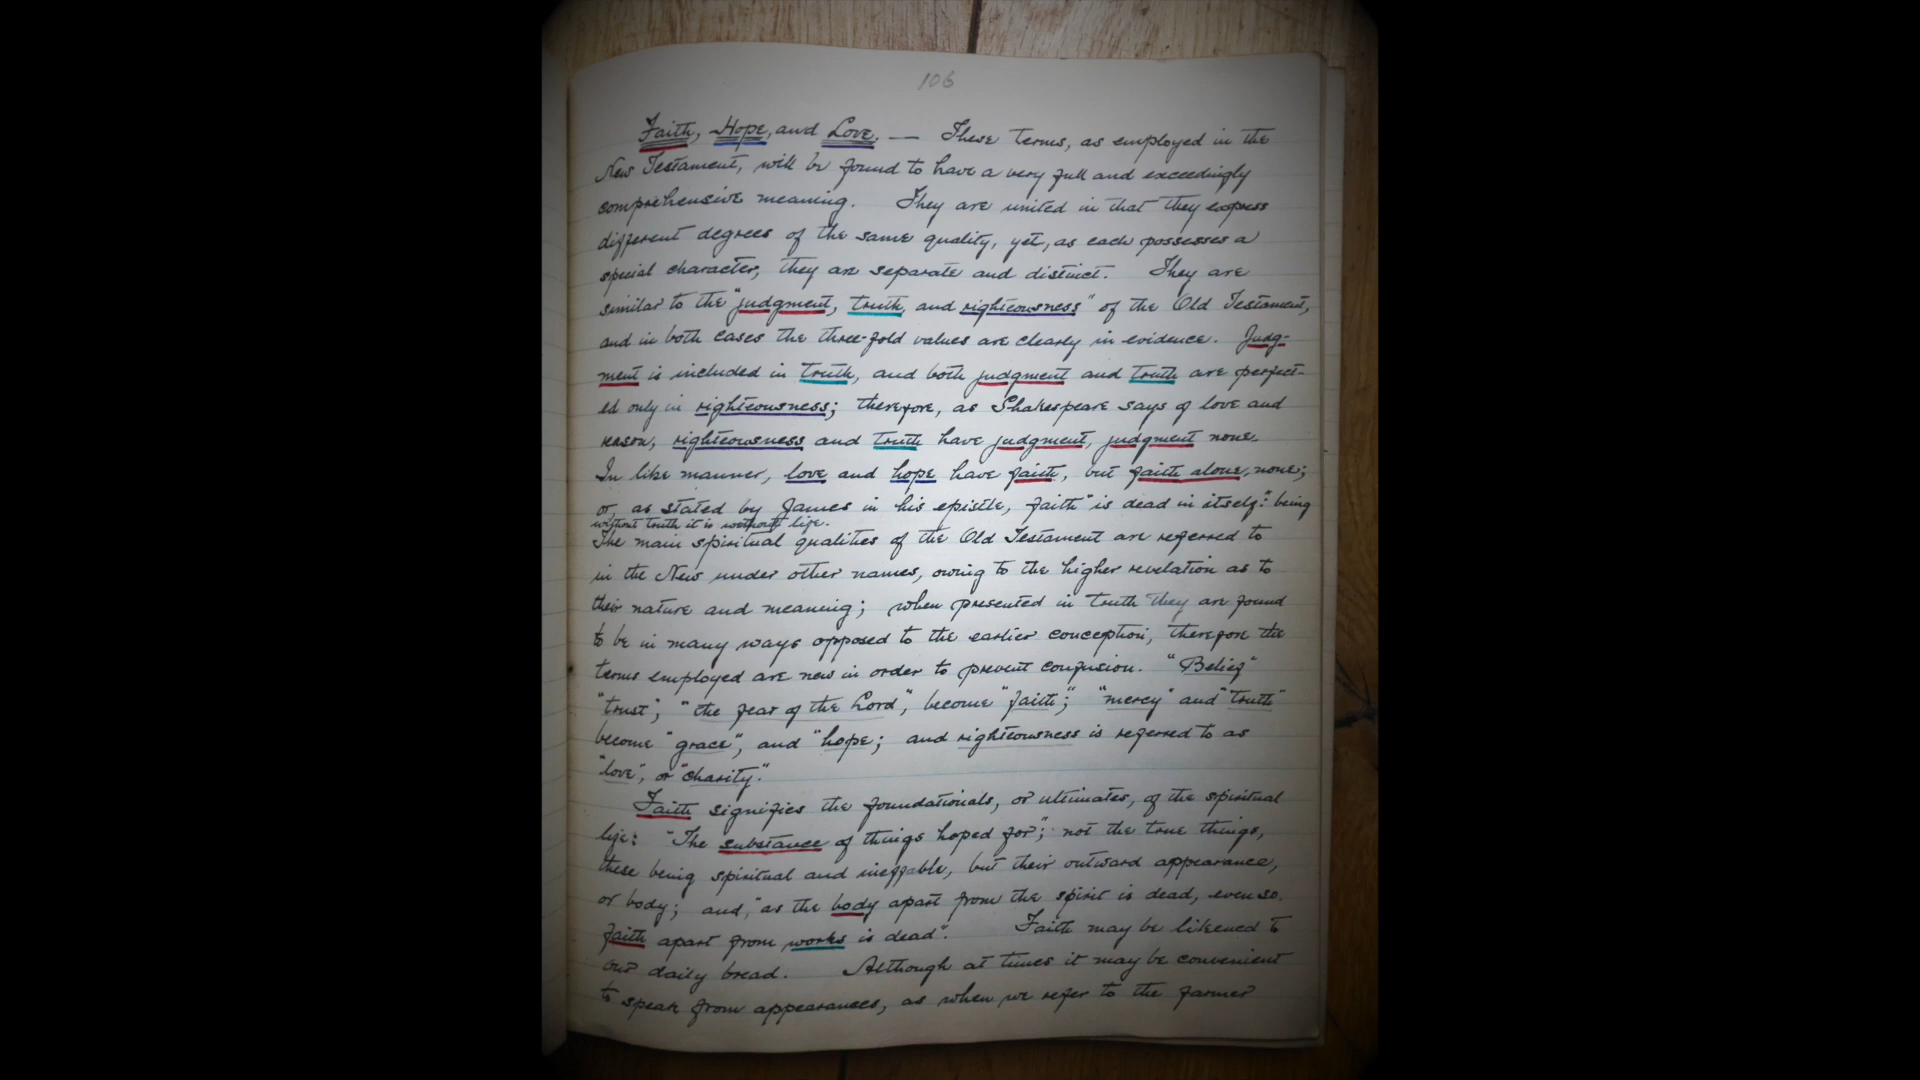 106
Faith, Hope, and Love. — These terms, as employed in the
New Testament, will be found to have a very full and exceedingly
comprehensive meaning. They are united in that they express
different degrees of the same quality, yet, as each possesses a
special character, they are separate and distinct. They are
similar to the "judgment, truth, and righteousness" of the Old Testament,
and in both cases the three-fold values are clearly in evidence. Judg-
ment is included in truth, and both judgment and truth are perfect-
ed only in righteousness; therefore, as Shakespeare says of love and
reason, righteousness and truth have judgment, judgment none.
In like manner, love and hope have faith, but faith alone, none;
or, as stated by James in his epistle, faith "is dead in itself": being
without truth it is without life.
The main spiritual qualities of the Old Testament are referred to
in the New under other names, owing to the higher revelation as to
their nature and meaning; when presented in truth they are found
to be in many ways opposed to the earlier conception, therefore the
terms employed are new in order to prevent confusion. "Belief"
"trust", "the fear of the Lord", become "faith"; "mercy" and "truth"
become "grace", and "hope; and righteousness is referred to as
"love", or "charity."
Faith signifies the foundationals, or ultimates, of the spiritual
life: "The substance of things hoped for"; not the true things,
these being spiritual and ineffable, but their outward appearance,
or body; and, "as the body apart from the spirit is dead, even so
faith apart from works is dead". Faith may be likened to
our daily bread. Although at times it may be convenient
to speak from appearances, as when we refer to the farmer